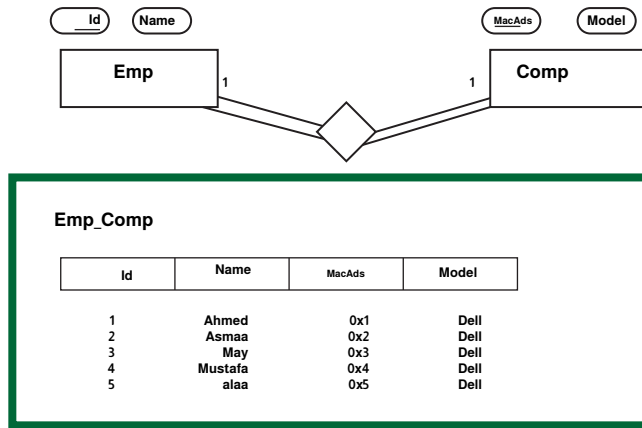 Id Name MacAds Model
Emp 1 1 Comp
Emp_Comp
Id Name MacAds Model
1 Ahmed 0x1 Dell
2 Asmaa 0x2 Dell
3 May 0x3 Dell
4 Mustafa 0x4 Dell
5 alaa 0x5 Dell